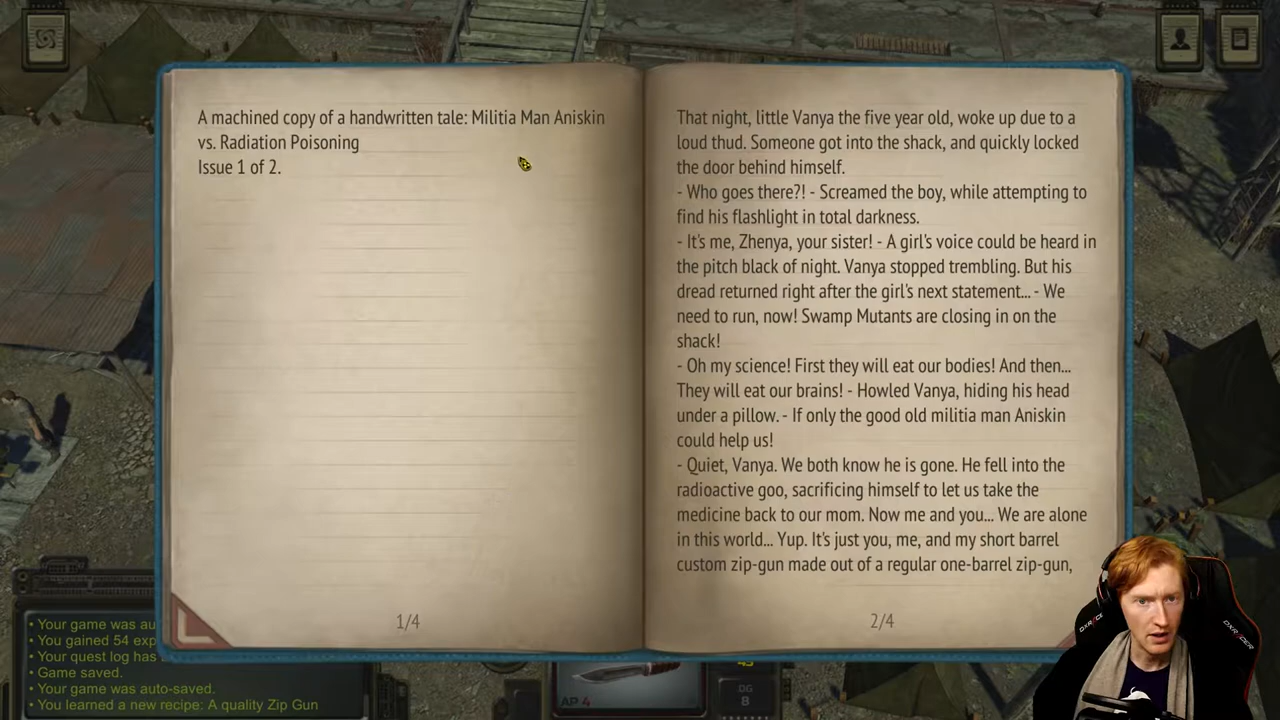 A machined copy of a handwritten tale: Militia Man Aniskin
vs. Radiation Poisoning
Issue 1 of 2.
1/4
That night, little Vanya the five year old, woke up due to a
loud thud. Someone got into the shack, and quickly locked
the door behind himself.
- Who goes there?! - Screamed the boy, while attempting to
find his flashlight in total darkness.
- It's me, Zhenya, your sister! - A girl's voice could be heard in
the pitch black of night. Vanya stopped trembling. But his
dread returned right after the girl's next statement... - We
need to run, now! Swamp Mutants are closing in on the
shack!
- Oh my science! First they will eat our bodies! And then...
They will eat our brains! - Howled Vanya, hiding his head
under a pillow. - If only the good old militia man Aniskin
could help us!
- Quiet, Vanya. We both know he is gone. He fell into the
radioactive goo, sacrificing himself to let us take the
medicine back to our mom. Now me and you... We are alone
in this world... Yup. It's just you, me, and my short barrel
custom zip-gun made out of a regular one-barrel zip-gun,
2/4
• Your game was au
• You gained 54 exp
• Your quest log has
• Game saved.
• Your game was auto-saved.
• You learned a new recipe: A quality Zip Gun
AP 4
8